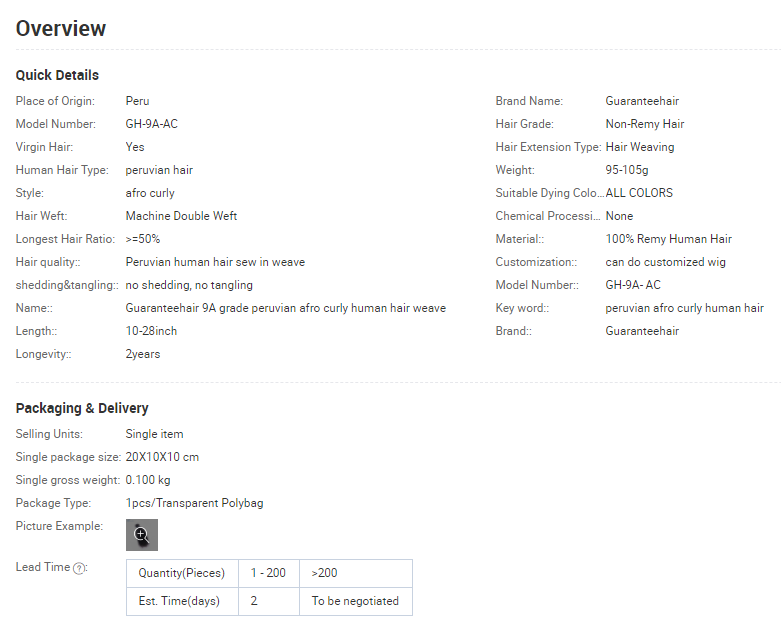 Overview
Quick Details
Place of Origin: Peru Brand Name: Guaranteehair
Model Number: GH-9A-AC Hair Grade: Non-Remy Hair
Virgin Hair: Yes Hair Extension Type: Hair Weaving
Human Hair Type: peruvian hair Weight: 95-105g
Style: afro curly Suitable Dying Colo... ALL COLORS
Hair Weft: Machine Double Weft Chemical Processi... None
Longest Hair Ratio: >=50% Material:: 100% Remy Human Hair
Hair quality:: Peruvian human hair sew in weave Customization:: can do customized wig
shedding&tangling:: no shedding, no tangling Model Number:: GH-9A- AC
Name:: Guaranteehair 9A grade peruvian afro curly human hair weave Key word:: peruvian afro curly human hair
Length:: 10-28inch Brand:: Guaranteehair
Longevity:: 2years
Packaging & Delivery
Selling Units: Single item
Single package size: 20X10X10 cm
Single gross weight: 0.100 kg
Package Type: 1pcs/Transparent Polybag
Picture Example:
Lead Time ?:
Quantity(Pieces) 1 - 200 >200
Est. Time(days) 2 To be negotiated